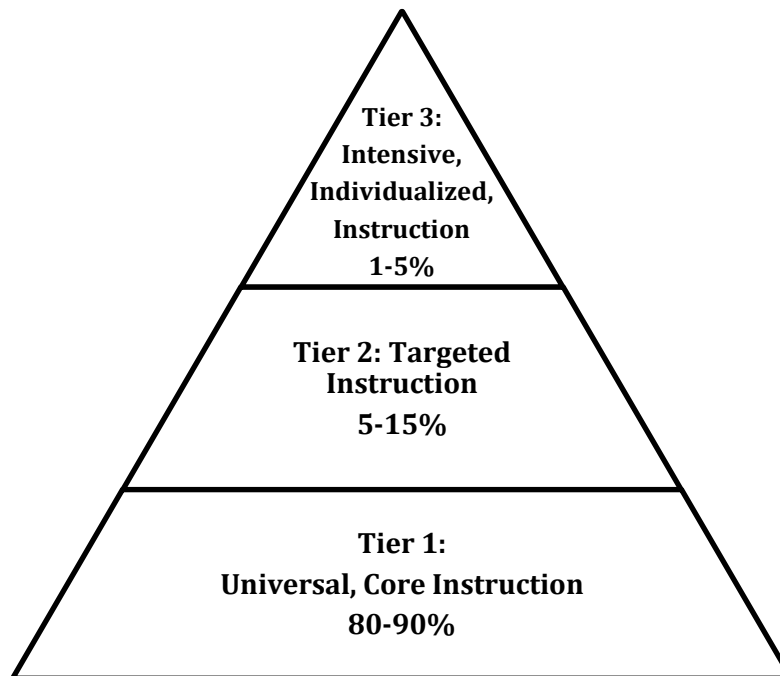 Tier 3:
Intensive,
Individualized,
Instruction
1-5%
Tier 2: Targeted
Instruction
5-15%
Tier 1:
Universal, Core Instruction
80-90%